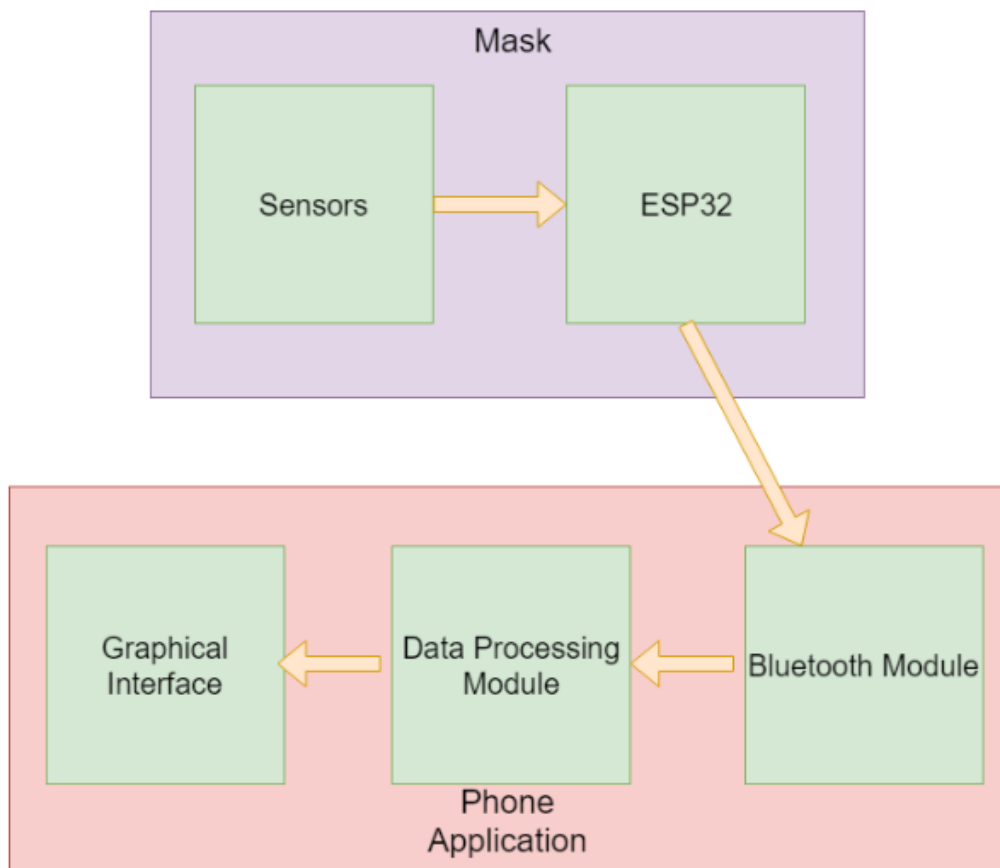 Mask
Sensors
ESP32
Graphical
Interface
Data Processing
Module
Bluetooth Module
Phone
Application